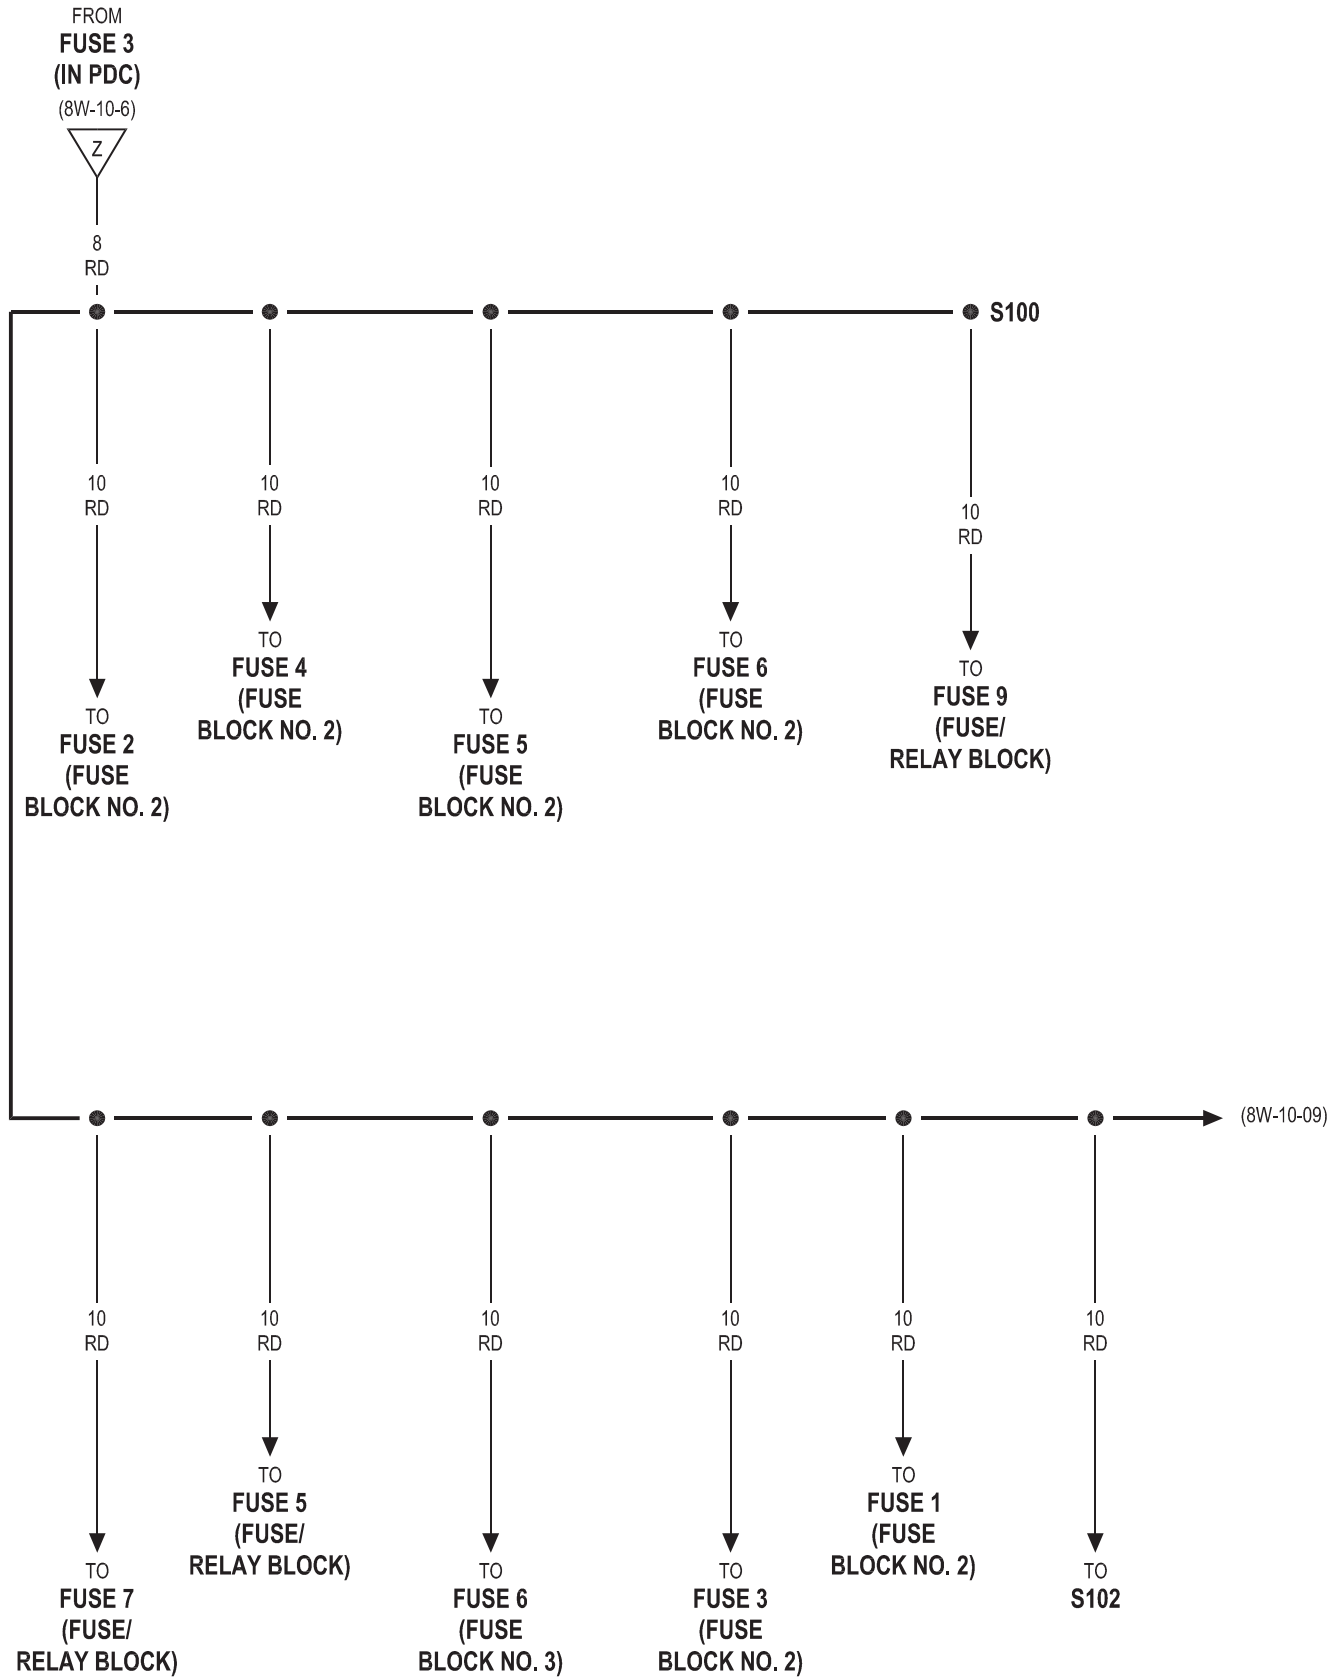 FROM
FUSE 3
(IN PDC)
(8W-10-6)
Z
8
RD
S100
10
RD
10
RD
10
RD
10
RD
10
RD
TO
FUSE 2
(FUSE
BLOCK NO. 2)
TO
FUSE 4
(FUSE
BLOCK NO. 2)
TO
FUSE 5
(FUSE
BLOCK NO. 2)
TO
FUSE 6
(FUSE
BLOCK NO. 2)
TO
FUSE 9
(FUSE/
RELAY BLOCK)
(8W-10-09)
10
RD
10
RD
10
RD
10
RD
10
RD
10
RD
TO
FUSE 7
(FUSE/
RELAY BLOCK)
TO
FUSE 5
(FUSE/
RELAY BLOCK)
TO
FUSE 6
(FUSE
BLOCK NO. 3)
TO
FUSE 3
(FUSE
BLOCK NO. 2)
TO
FUSE 1
(FUSE
BLOCK NO. 2)
TO
S102